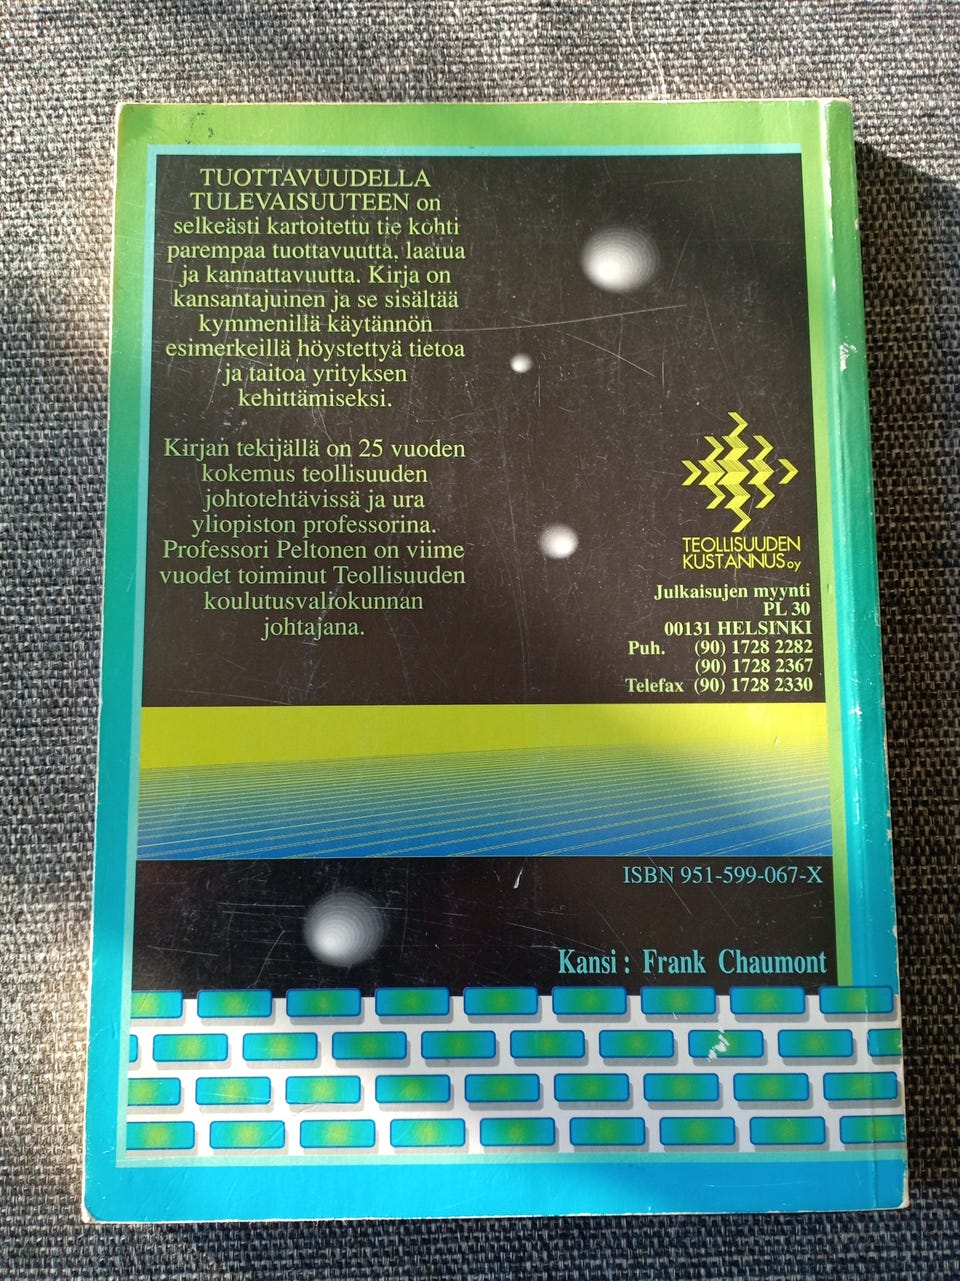 TUOTTAVUUDELLA
TULEVAISUUTEEN on
selkeästi kartoitettu tie kohti
parempaa tuottavuutta, laatua
ja kannattavuutta. Kirja on
kansantajuinen ja se sisältää
kymmenillä käytännön
esimerkeillä höystettyä tietoa
ja taitoa yrityksen
kehittämiseksi.
Kirjan tekijällä on 25 vuoden
kokemus teollisuuden
johtotehtävissä ja ura
yliopiston professorina.
Professori Peltonen on viime
vuodet toiminut Teollisuuden
koulutusvaliokunnan
johtajana.
TEOLLISUUDEN
KUSTANNUS oy
Julkaisujen myynti
PL 30
00131 HELSINKI
Puh. (90) 1728 2282
(90) 1728 2367
Telefax (90) 1728 2330
ISBN 951-599-067-X
Kansi : Frank Chaumont